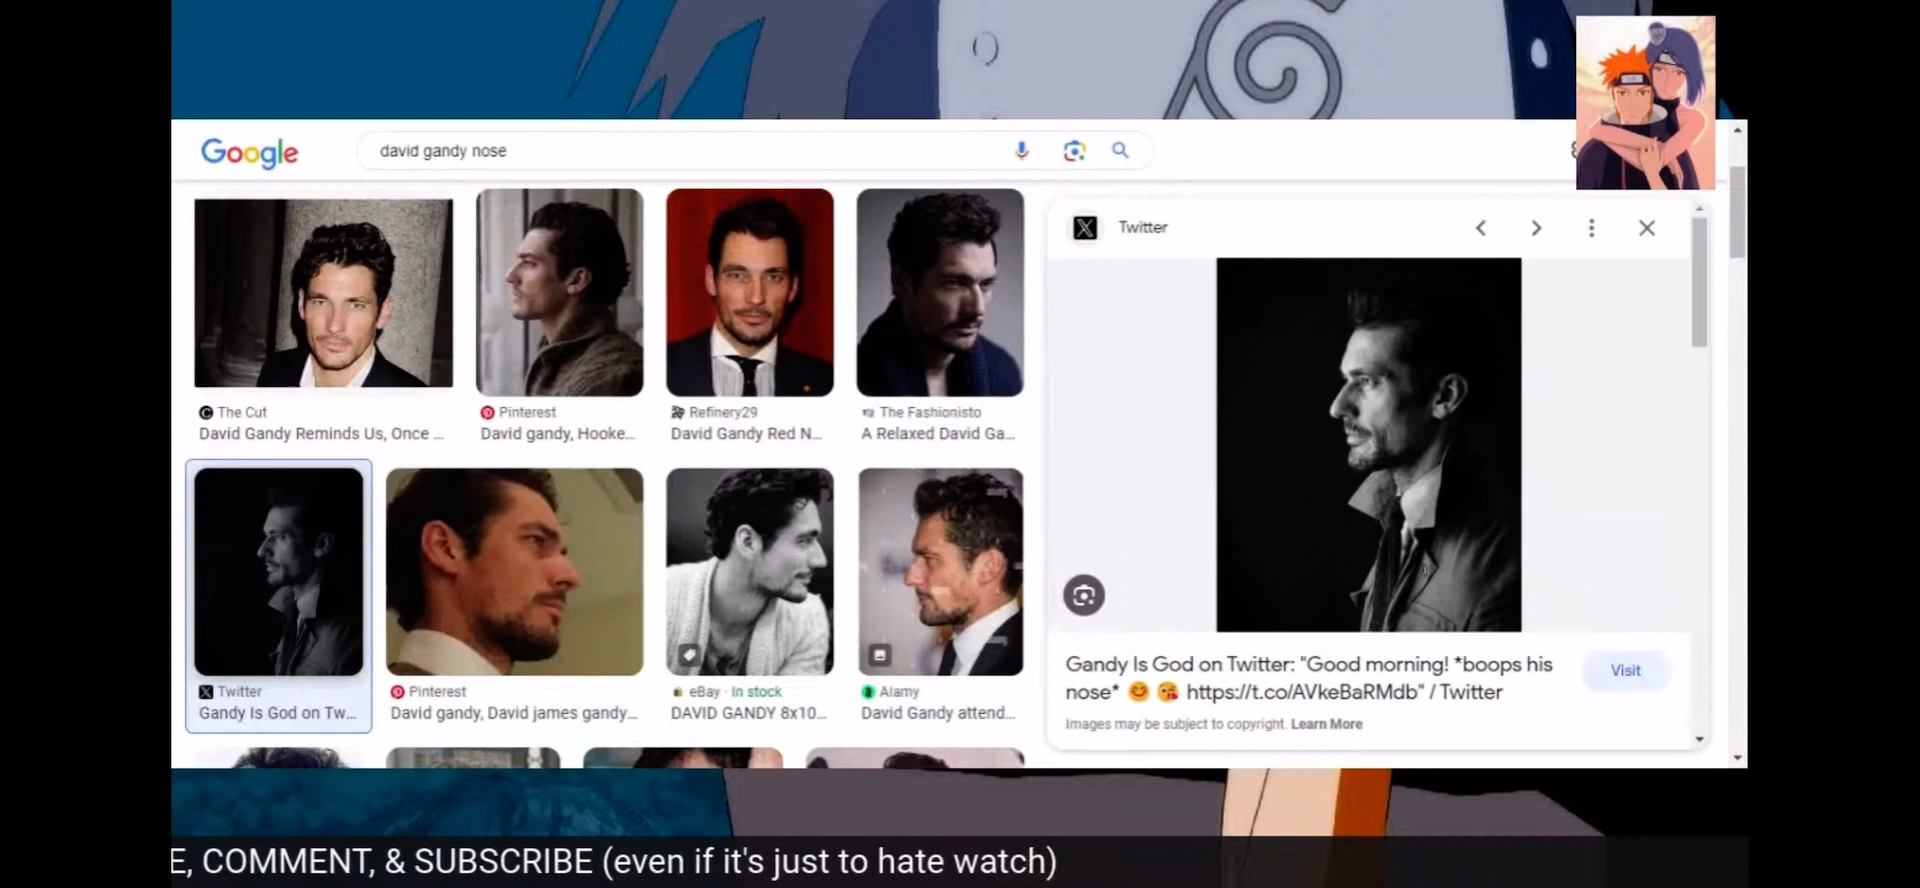 Google
david gandy nose
Twitter
The Cut
David Gandy Reminds Us, Once ...
Pinterest
David gandy, Hooke...
Refinery29
David Gandy Red N...
The Fashionisto
A Relaxed David Ga...
Twitter
Gandy Is God on Tw...
Pinterest
David gandy, David james gandy...
eBay · In stock
DAVID GANDY 8x10...
Alamy
David Gandy attend...
Gandy Is God on Twitter: "Good morning! *boops his
nose* 😊 😘 https://t.co/AVkeBaRMdb" / Twitter
Visit
Images may be subject to copyright. Learn More
E, COMMENT, & SUBSCRIBE (even if it's just to hate watch)